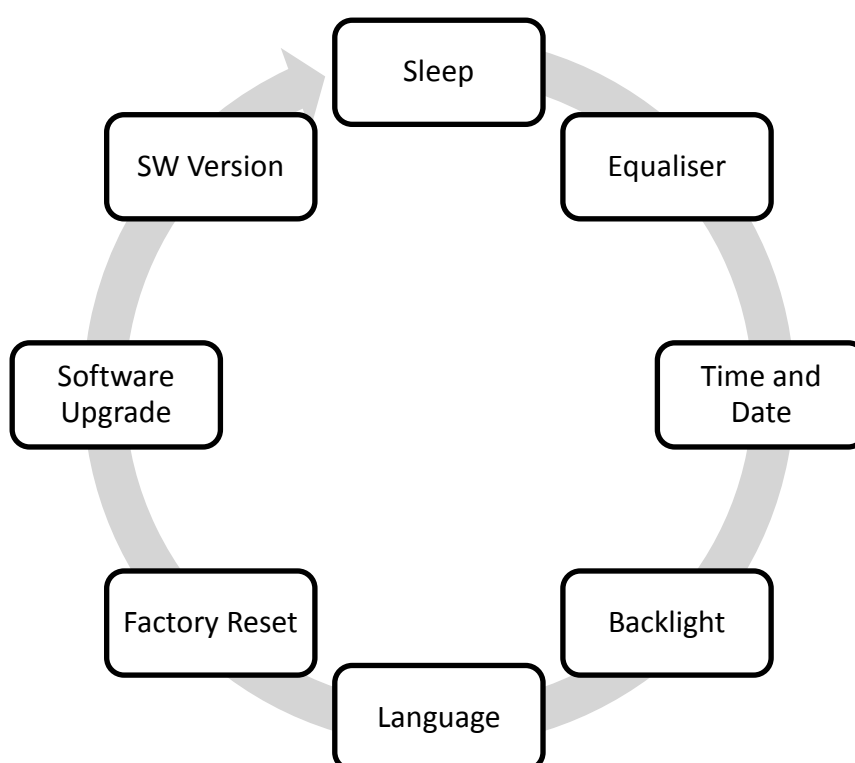 Sleep
Equaliser
Time and
Date
Backlight
Language
Factory Reset
Software
Upgrade
SW Version